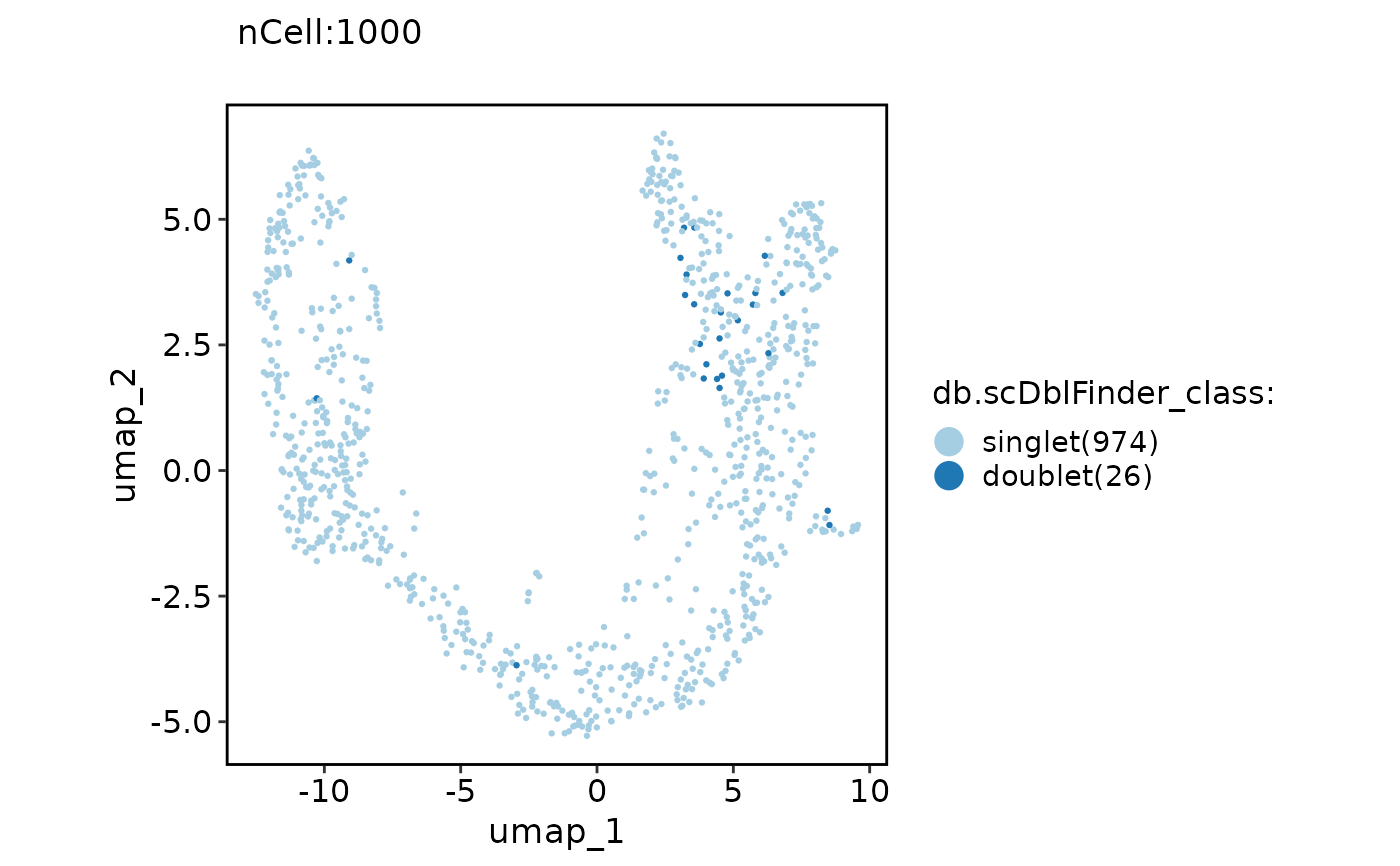 nCell:1000
umap_2
5.0
2.5
0.0
-2.5
-5.0
-10
-5
0
5
10
umap_1
db.scDblFinder_class:
singlet(974)
doublet(26)